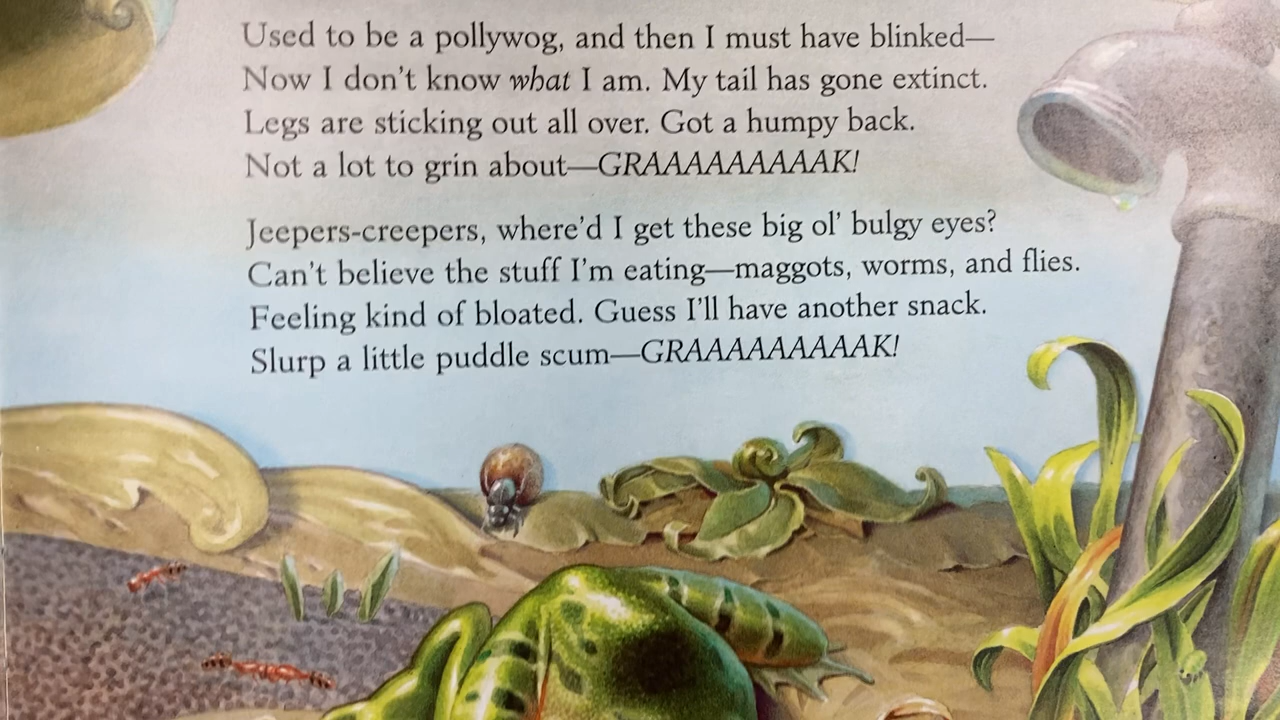 Used to be a pollywog, and then I must have blinked—
Now I don't know what I am. My tail has gone extinct.
Legs are sticking out all over. Got a humpy back.
Not a lot to grin about—GRAAAAAAAAAK!
Jeepers-creepers, where'd I get these big ol' bulgy eyes?
Can't believe the stuff I'm eating—maggots, worms, and flies.
Feeling kind of bloated. Guess I'll have another snack.
Slurp a little puddle scum—GRAAAAAAAAAK!